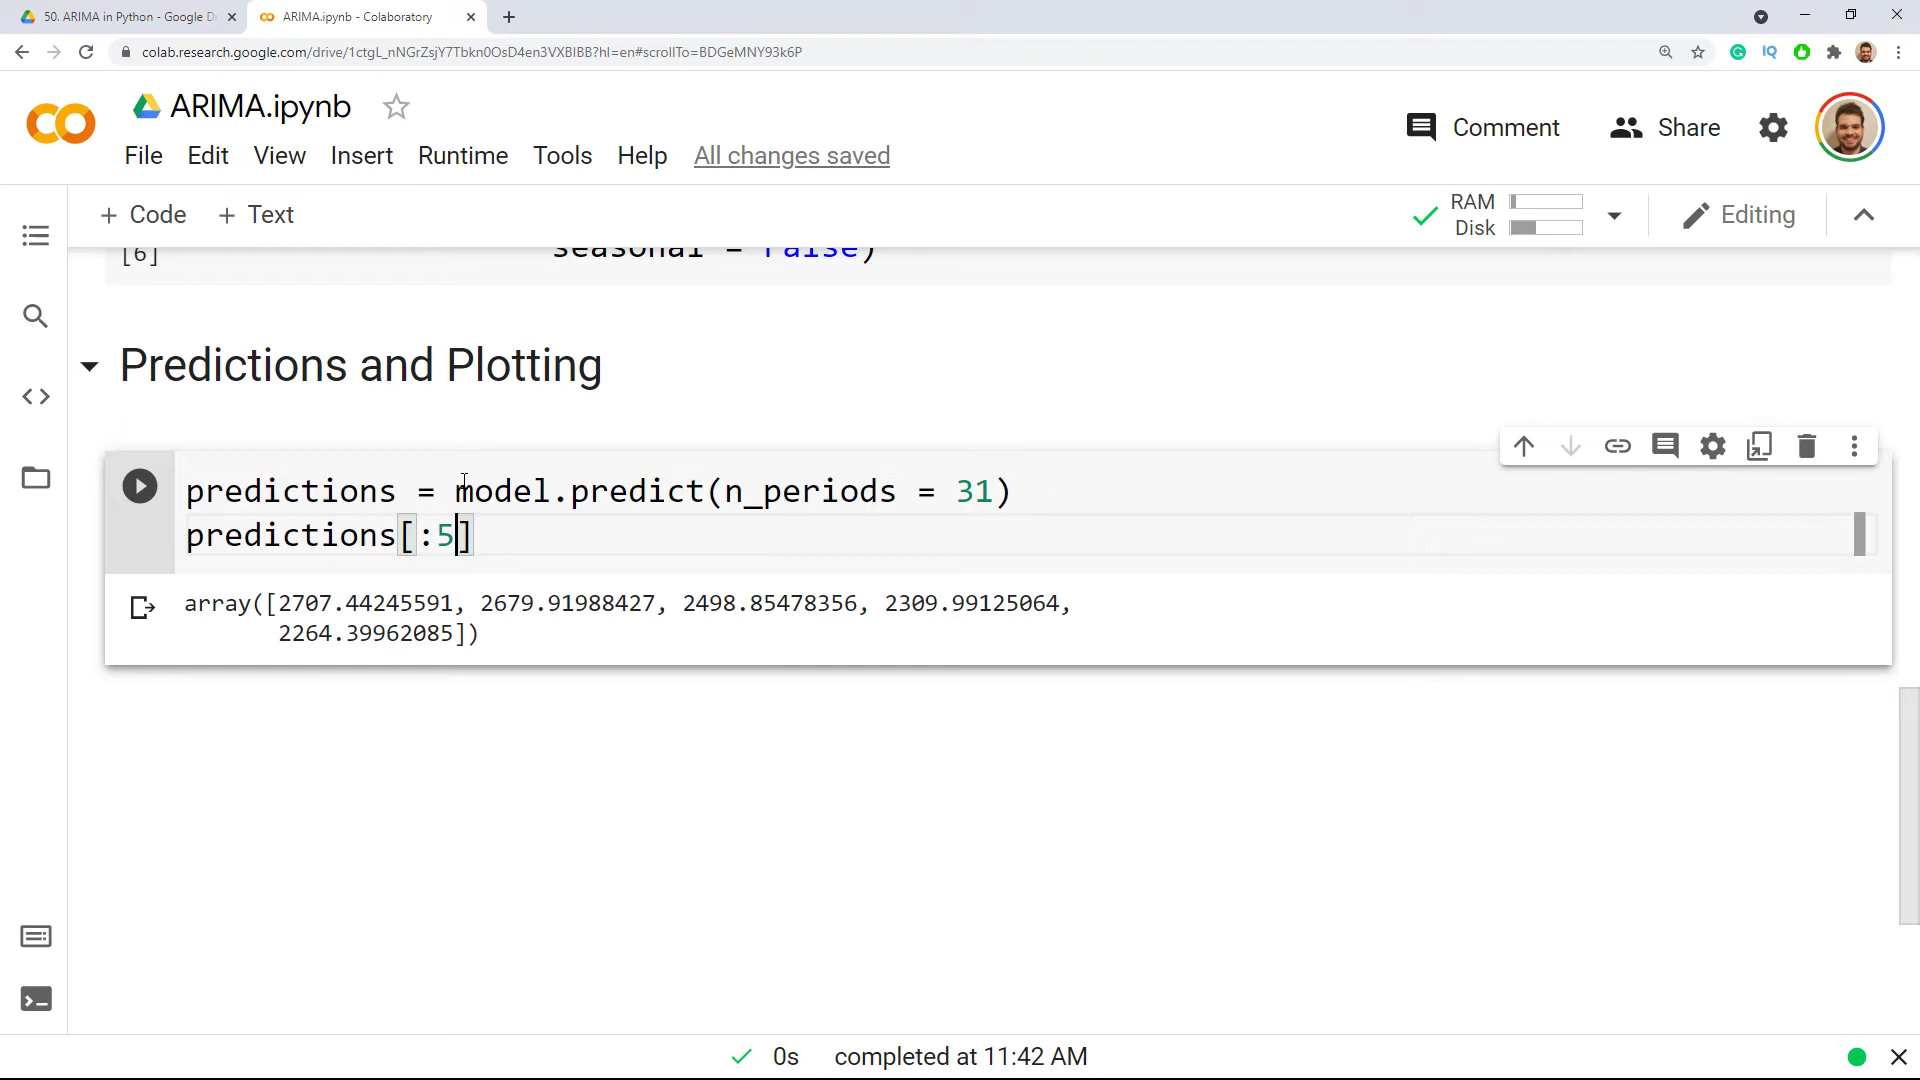 50. ARIMA in Python - Google D
ARIMA.ipynb - Colaboratory
colab.research.google.com/drive/1ctgL_nNGrZsjY7Tbkn0OsD4en3VXBIBB?hl=en#scrollTo=BDGeMNY93k6P
ARIMA.ipynb
Comment
Share
File Edit View Insert Runtime Tools Help All changes saved
+ Code + Text
RAM
Disk
Editing
[6]
seasonal = False)
Predictions and Plotting
predictions = model.predict(n_periods = 31)
predictions[:5]
array([2707.44245591, 2679.91988427, 2498.85478356, 2309.99125064,
2264.39962085])
0s completed at 11:42 AM